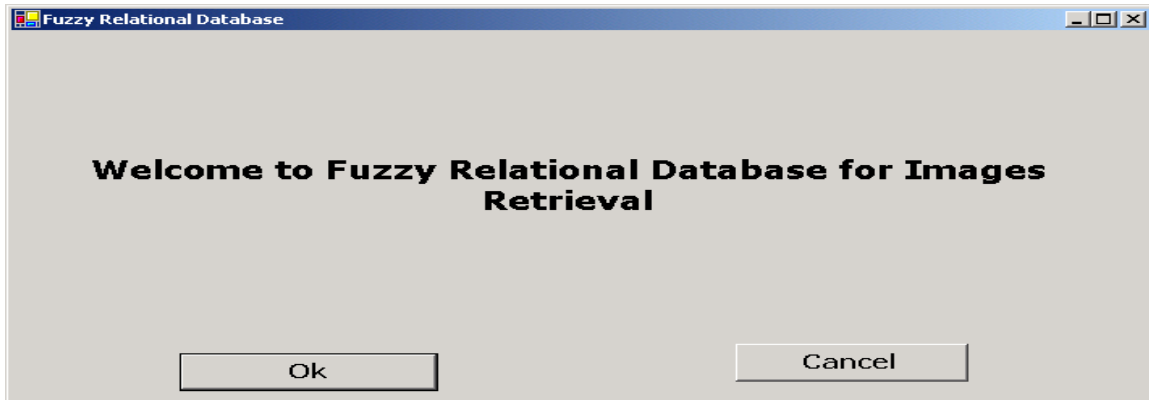 Fuzzy Relational Database
Welcome to Fuzzy Relational Database for Images
Retrieval
Ok
Cancel